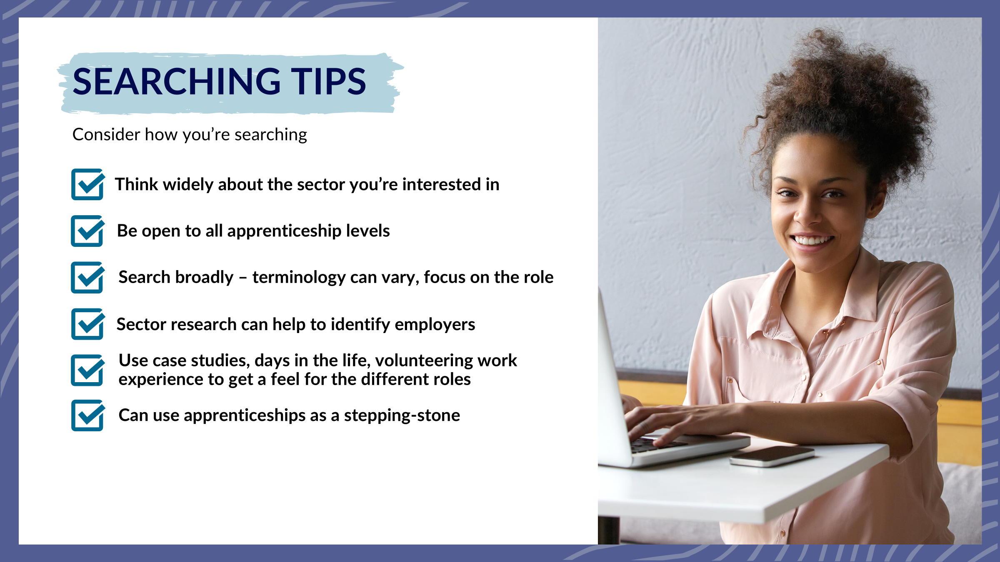 SEARCHING TIPS
Consider how you’re searching
Think widely about the sector you’re interested in
Be open to all apprenticeship levels
Search broadly – terminology can vary, focus on the role
Sector research can help to identify employers
Use case studies, days in the life, volunteering work
experience to get a feel for the different roles
Can use apprenticeships as a stepping-stone